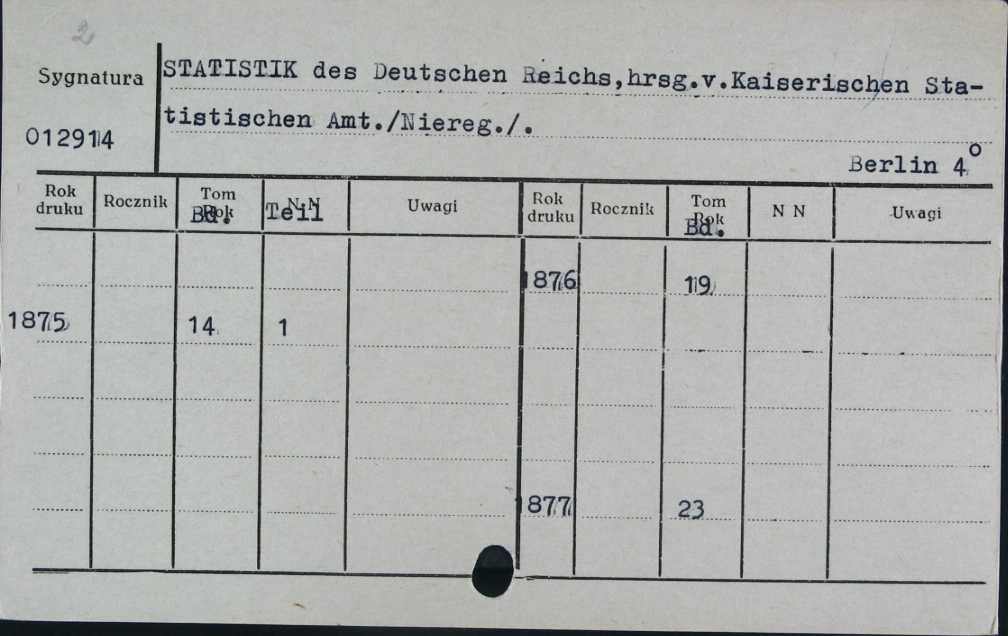 2
STATISTIK des Deutschen Reichs,hrsg.v.Kaiserischen Sta-
Sygnatura
tistischen Amt./Niereg./.
012914
Berlin 4°
Rok druku Rocznik Tom Rok Bd. N N Teil Uwagi Rok druku Rocznik Tom Rok Bd. N N Uwagi
1876 19
1875 14 1
1877 23